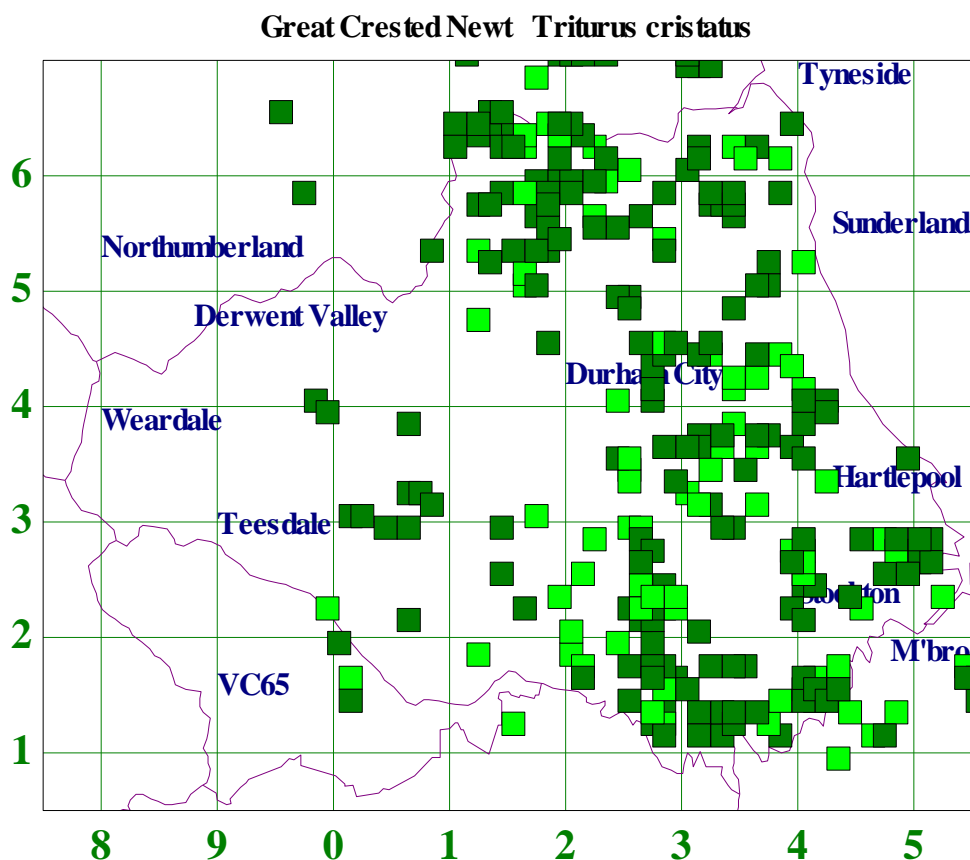 Great Crested Newt Triturus cristatus
Tyneside
6
Sunderland
Northumberland
5
Derwent Valley
Durham City
4
Weardale
Hartlepool
3
Teesdale
Stockton
2
M'bro
VC65
1
8 9 0 1 2 3 4 5